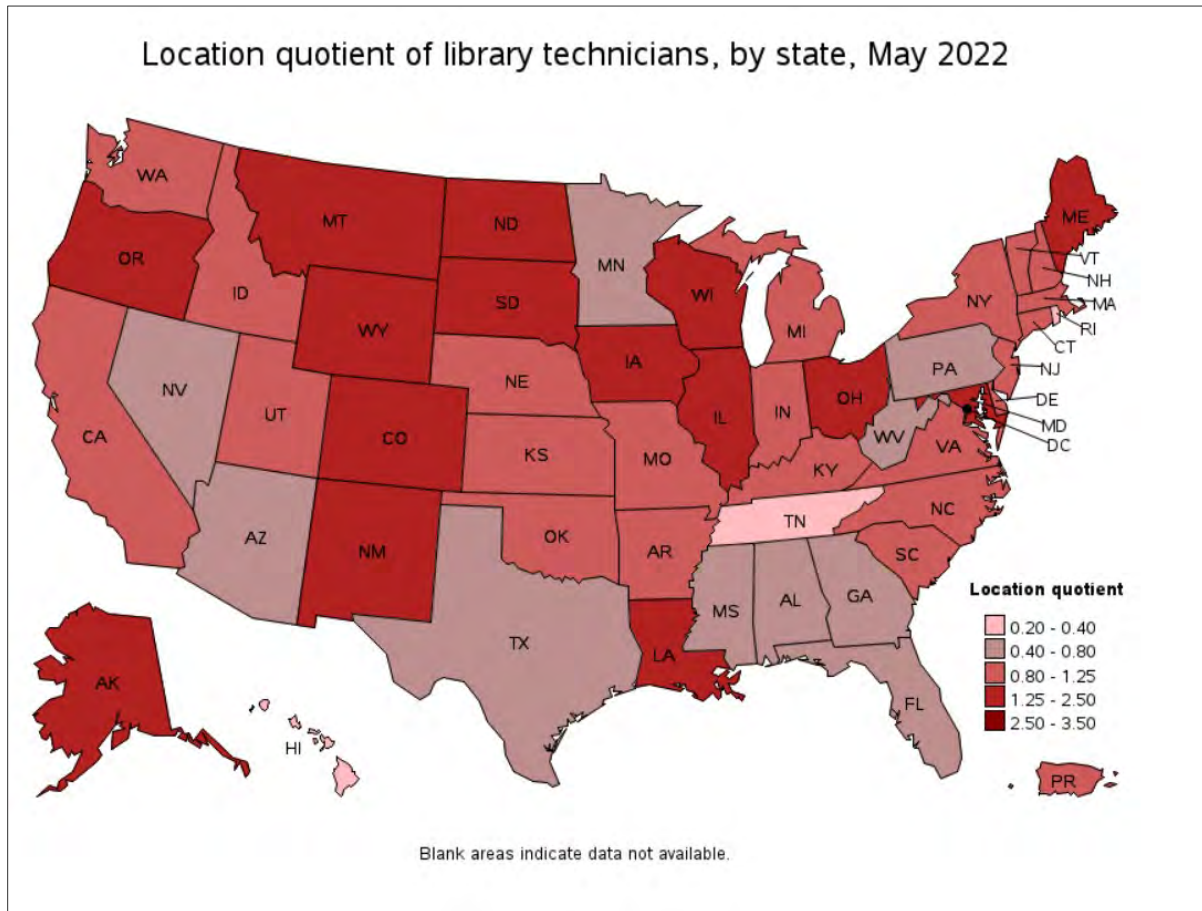 Location quotient of library technicians, by state, May 2022
WA
MT
ND
MN
ME
OR
ID
SD
WI
VT
NH
MA
RI
CT
NY
MI
WY
NJ
IA
NE
PA
NV
UT
CO
IL
IN
OH
DE
MD
DC
CA
KS
MO
WV
VA
KY
AZ
NM
OK
AR
TN
NC
SC
MS
AL
GA
TX
LA
FL
AK
HI
PR
Location quotient
0.20 - 0.40
0.40 - 0.80
0.80 - 1.25
1.25 - 2.50
2.50 - 3.50
Blank areas indicate data not available.